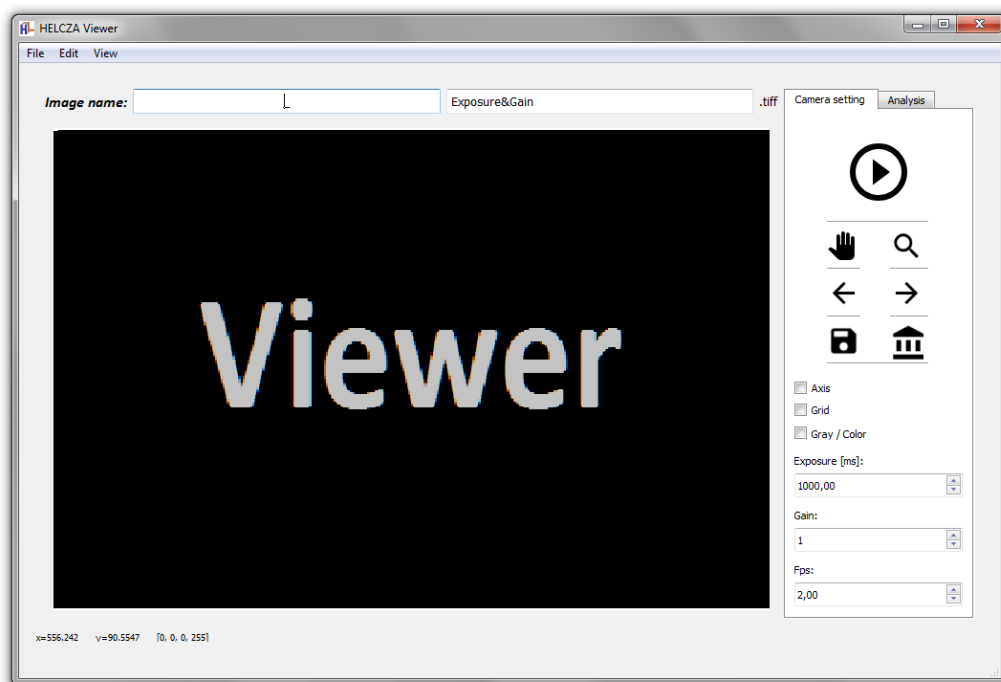 HELCZA Viewer
File Edit View
Image name: Exposure&Gain .tiff
Camera setting Analysis
Viewer
Axis
Grid
Gray / Color
Exposure [ms]:
1000,00
Gain:
1
Fps:
2,00
x=556.242 y=90.5547 [0, 0, 0, 255]